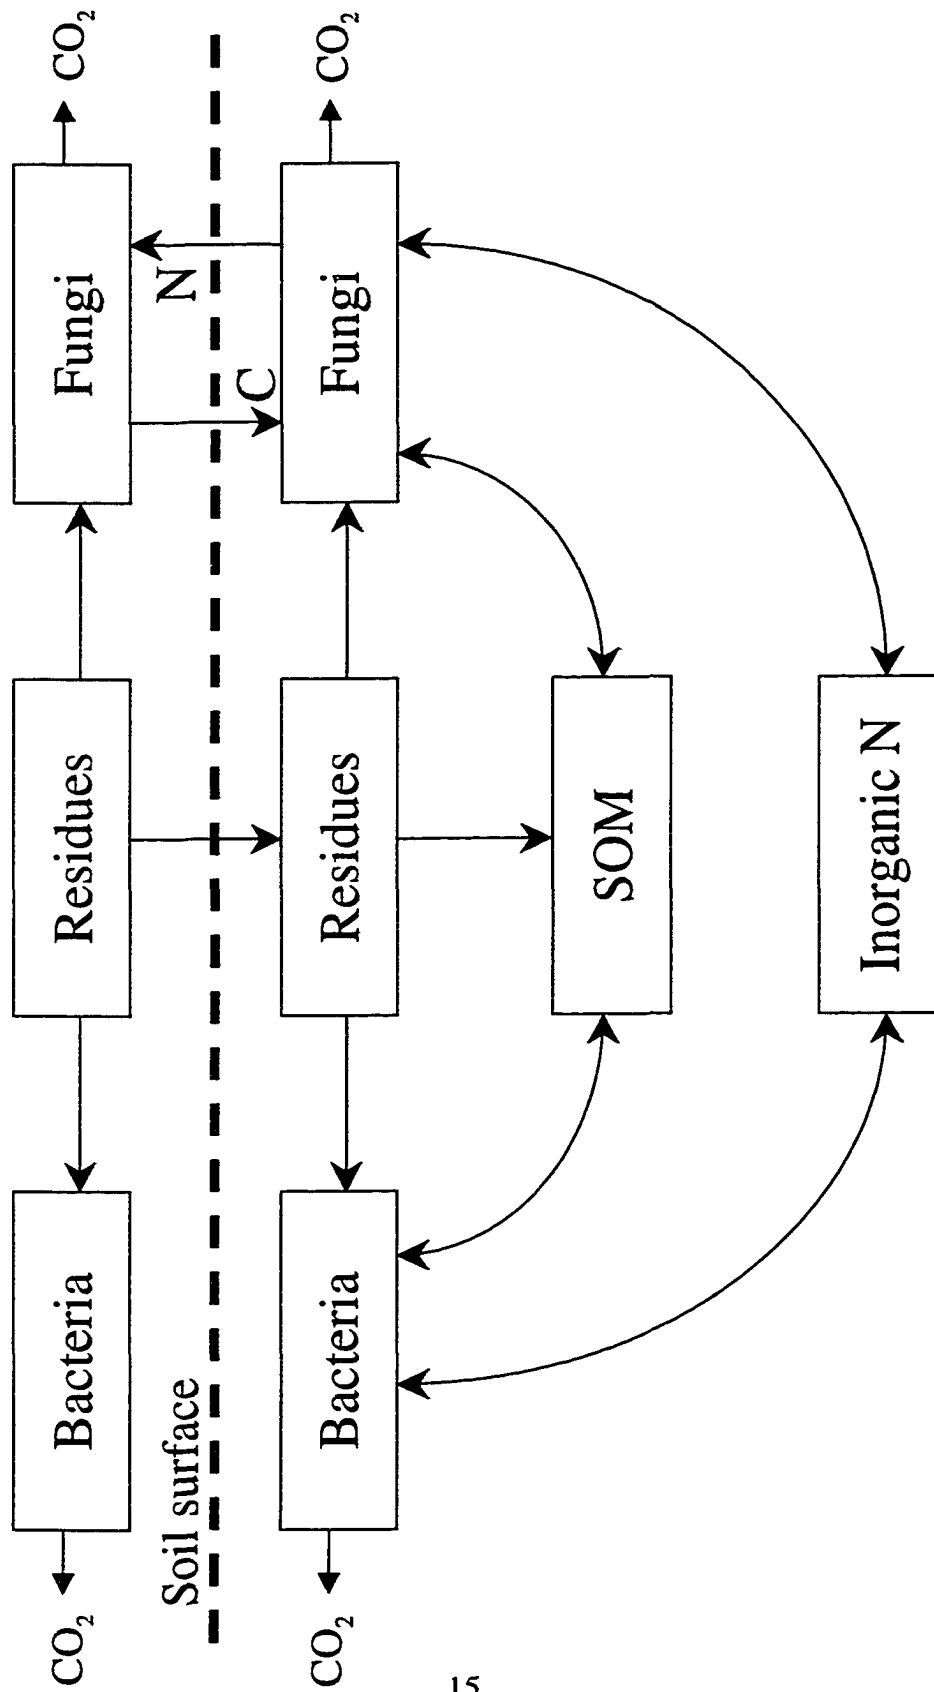 CO₂
Bacteria
Residues
Fungi
CO₂
Soil surface
N
C
CO₂
Bacteria
Residues
Fungi
CO₂
SOM
Inorganic N
15